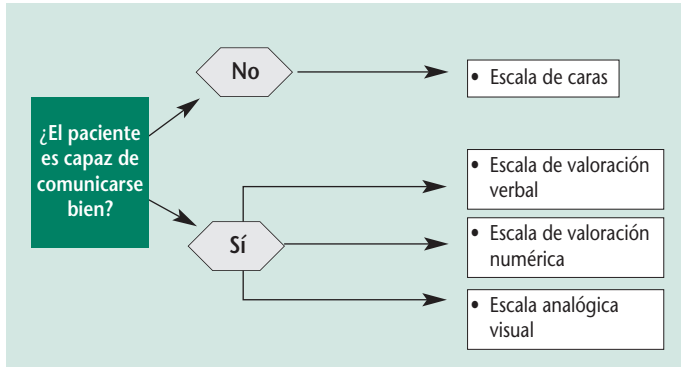 ¿El paciente
es capaz de
comunicarse
bien?
No
• Escala de caras
Sí
• Escala de valoración
verbal
• Escala de valoración
numérica
• Escala analógica
visual